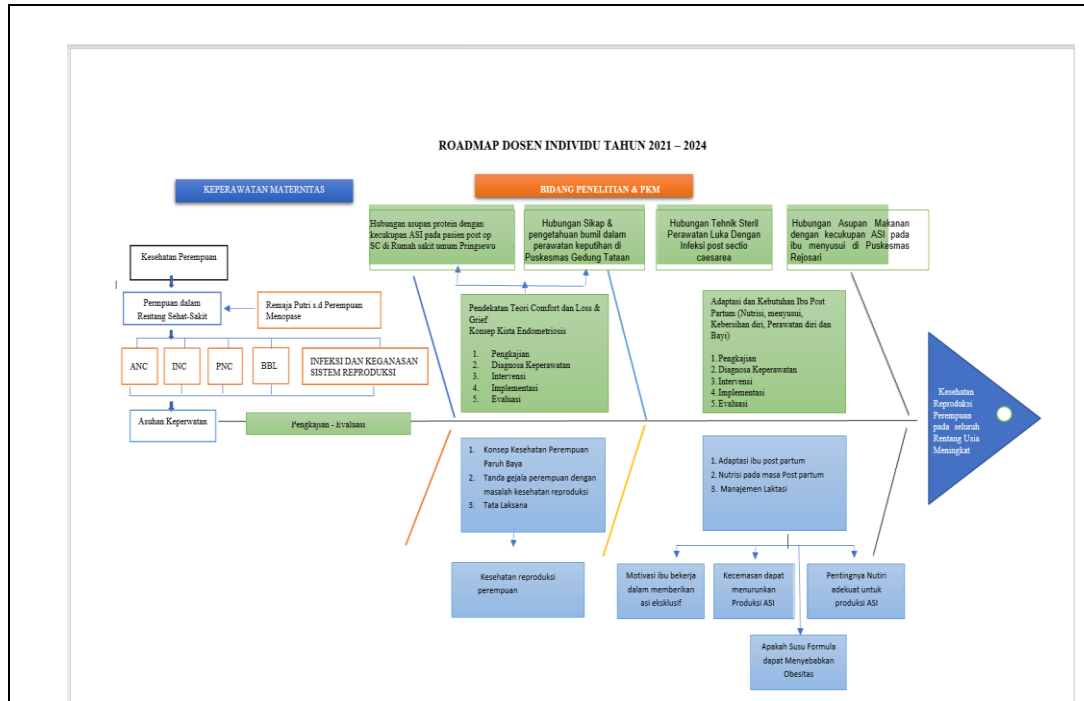 ROADMAP DOSEN INDIVIDU TAHUN 2021 – 2024
KEPERAWATAN MATERNITAS
BIDANG PENELITIAN & PKM
Kesehatan Perempuan
Permpuan dalam
Rentang Sehat-Sakit
Remaja Putri s.d Perempuan
Menopase
ANC
INC
PNC
BBL
INFEKSI DAN KEGANASAN
SISTEM REPRODUKSI
Asuhan Keperwatan
Pengkajian - Evaluasi
Hubungan asupan protein dengan
kecukupan ASI pada pasien post op
SC di Rumah sakit umum Pringsewu
Hubungan Sikap &
pengetahuan bumil dalam
perawatan keputihan di
Puskesmas Gedung Tataan
Hubungan Tehnik Steril
Perawatan Luka Dengan
Infeksi post sectio
caesarea
Hubungan Asupan Makanan
dengan kecukupan ASI pada
ibu menyusui di Puskesmas
Rejosari
Pendekatan Teori Comfort dan Loss &
Grief
Konsep Kista Endometriosis
1. Pengkajian
2. Diagnosa Keperawatan
3. Intervensi
4. Implementasi
5. Evaluasi
Adaptasi dan Kebutuhan Ibu Post
Partum (Nutrisi, menyusui,
Kebersihan diri, Perawatan diri dan
Bayi)
1. Pengkajian
2. Diagnosa Keperawatan
3. Intervensi
4. Implementasi
5. Evaluasi
Kesehatan
Reproduksi
Perempuan
pada seluruh
Rentang Usia
Meningkat
1. Konsep Kesehatan Perempuan
Paruh Baya
2. Tanda gejala perempuan dengan
masalah kesehatan reproduksi
3. Tata Laksana
1. Adaptasi ibu post partum
2. Nutrisi pada masa Post partum
3. Manajemen Laktasi
Kesehatan reproduksi
perempuan
Motivasi ibu bekerja
dalam memberikan
asi eksklusif
Kecemasan dapat
menurunkan
Produksi ASI
Pentingnya Nutiri
adekuat untuk
produksi ASI
Apakah Susu Formula
dapat Menyebabkan
Obesitas